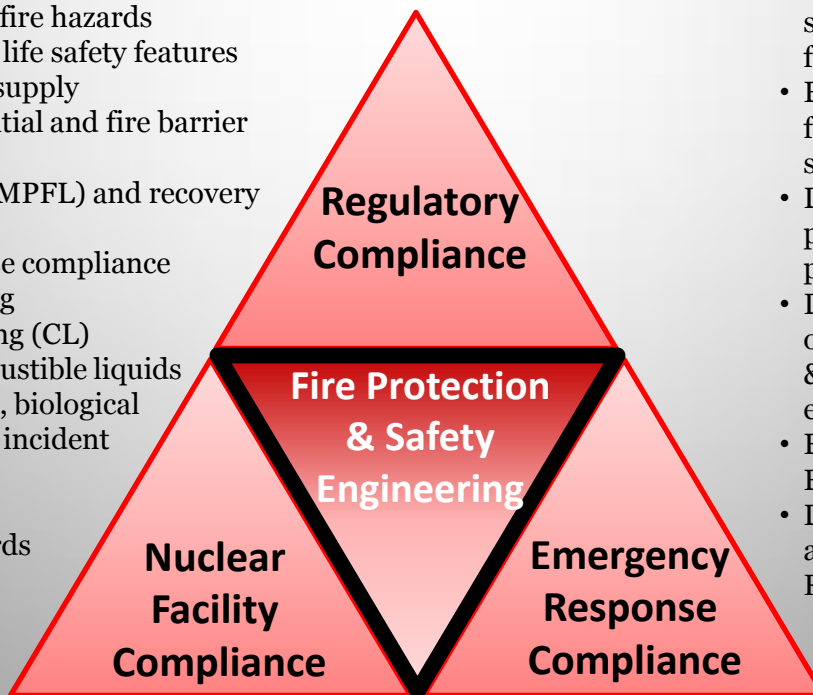 fire hazards
life safety features
supply
tial and fire barrier
MPFL) and recovery
e compliance
g
ng (CL)
ustible liquids
, biological
incident
rds
Regulatory
Compliance
Fire Protection
& Safety
Engineering
Nuclear
Facility
Compliance
Emergency
Response
Compliance
s
f
•
f
s
•
p
p
•
o
&
e
•
•
a